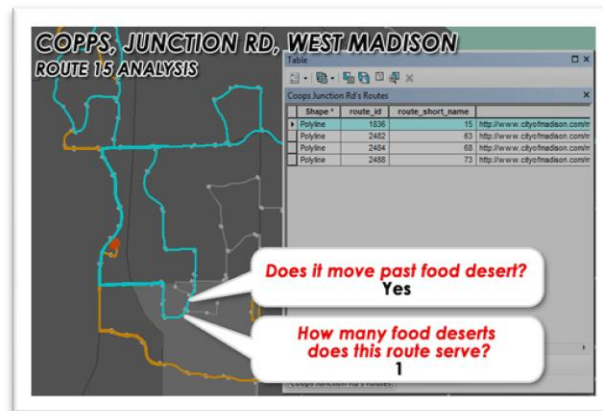 COPPS, JUNCTION RD, WEST MADISON
ROUTE 15 ANALYSIS
Table
Coops Junction Rd's Routes
Shape * route_id route_short_name
Polyline 1836 15 http://www.cityofmadison.com/m
Polyline 2482 63 http://www.cityofmadison.com/m
Polyline 2484 68 http://www.cityofmadison.com/m
Polyline 2488 73 http://www.cityofmadison.com/m
Does it move past food desert?
Yes
How many food deserts
does this route serve?
1
Coops Junction Rd's Routes